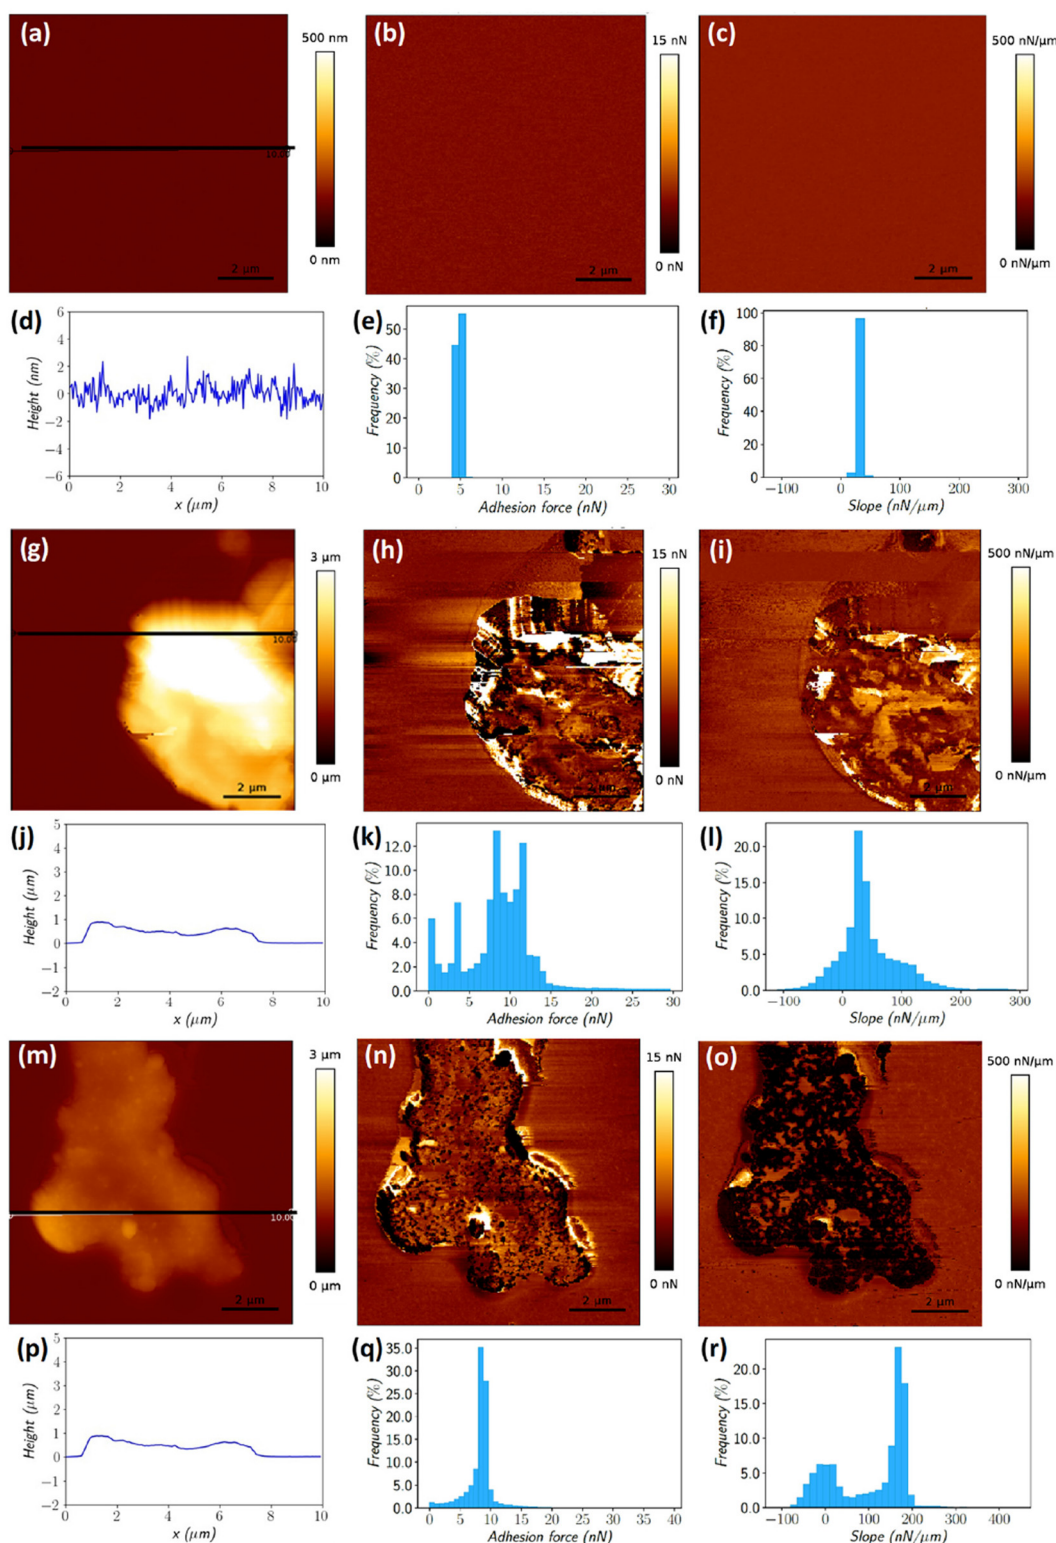 (a)
500 nm
10.00
2 μm
0 nm
(b)
15 nN
2 μm
0 nN
(c)
500 nN/μm
2 μm
0 nN/μm
(d)
Height (nm)
6
4
2
0
−2
−4
−6
0 2 4 6 8 10
x (μm)
(e)
Frequency (%)
50
40
30
20
10
0
0 5 10 15 20 25 30
Adhesion force (nN)
(f)
Frequency (%)
100
80
60
40
20
0
−100 0 100 200 300
Slope (nN/μm)
(g)
3 μm
10.00
2 μm
0 μm
(h)
15 nN
2 μm
0 nN
(i)
500 nN/μm
2 μm
0 nN/μm
(j)
Height (μm)
5
4
3
2
1
0
−1
−2
0 2 4 6 8 10
x (μm)
(k)
Frequency (%)
12.0
10.0
8.0
6.0
4.0
2.0
0.0
0 5 10 15 20 25 30
Adhesion force (nN)
(l)
Frequency (%)
20.0
15.0
10.0
5.0
0.0
−100 0 100 200 300
Slope (nN/μm)
(m)
3 μm
10.00
2 μm
0 μm
(n)
15 nN
2 μm
0 nN
(o)
500 nN/μm
2 μm
0 nN/μm
(p)
Height (μm)
5
4
3
2
1
0
−1
−2
0 2 4 6 8 10
x (μm)
(q)
Frequency (%)
35.0
30.0
25.0
20.0
15.0
10.0
5.0
0.0
0 5 10 15 20 25 30 35 40
Adhesion force (nN)
(r)
Frequency (%)
20.0
15.0
10.0
5.0
0.0
−100 0 100 200 300 400
Slope (nN/μm)